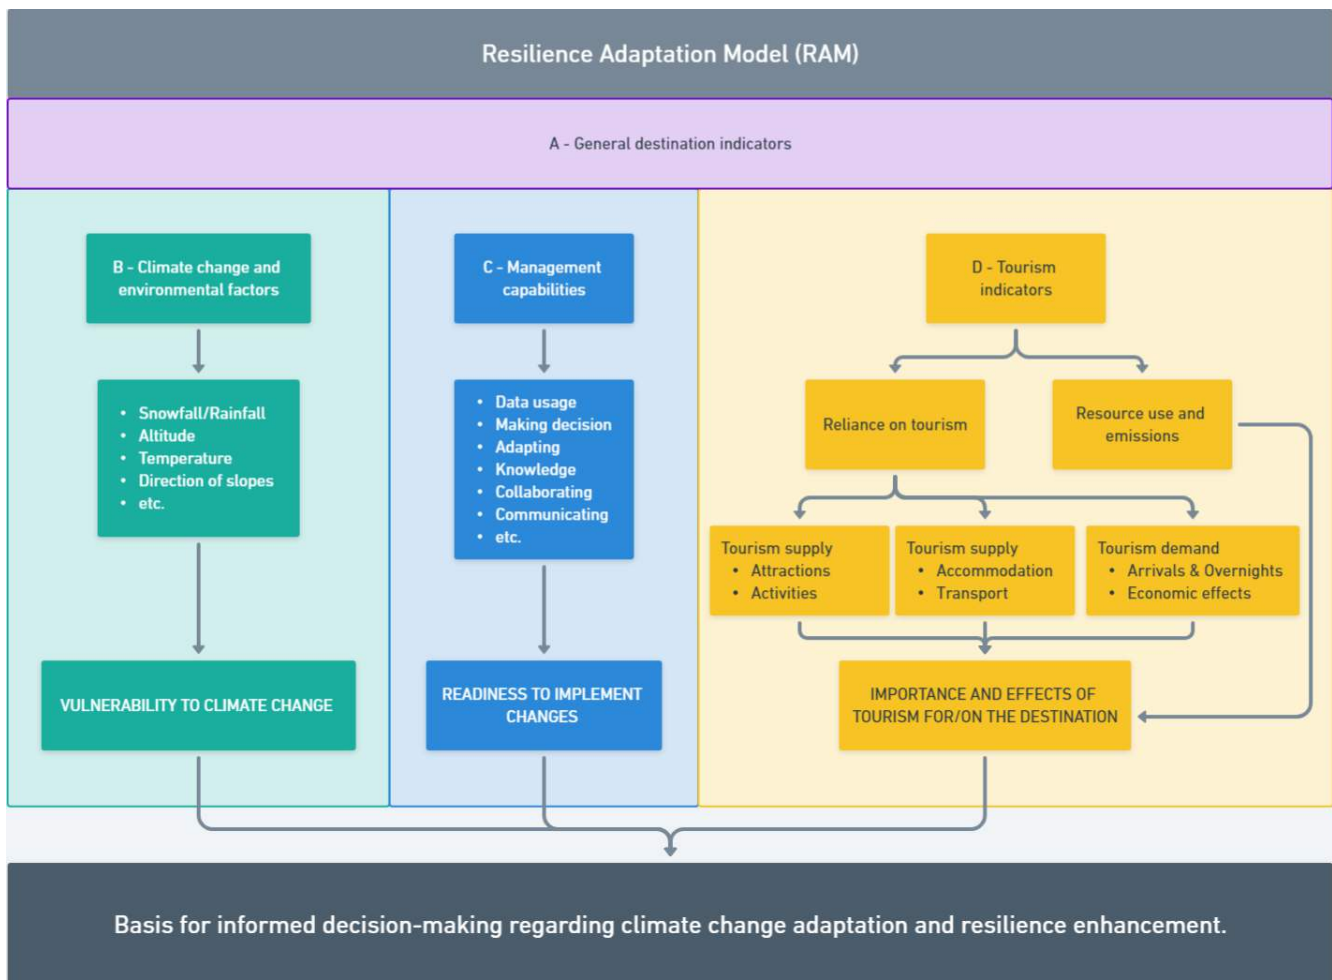 Resilience Adaptation Model (RAM)
A - General destination indicators
B - Climate change and
environmental factors
• Snowfall/Rainfall
• Altitude
• Temperature
• Direction of slopes
• etc.
VULNERABILITY TO CLIMATE CHANGE
C - Management
capabilities
• Data usage
• Making decision
• Adapting
• Knowledge
• Collaborating
• Communicating
• etc.
READINESS TO IMPLEMENT
CHANGES
D - Tourism
indicators
Reliance on tourism
Resource use and
emissions
Tourism supply
• Attractions
• Activities
Tourism supply
• Accommodation
• Transport
Tourism demand
• Arrivals & Overnights
• Economic effects
IMPORTANCE AND EFFECTS OF
TOURISM FOR/ON THE DESTINATION
Basis for informed decision-making regarding climate change adaptation and resilience enhancement.